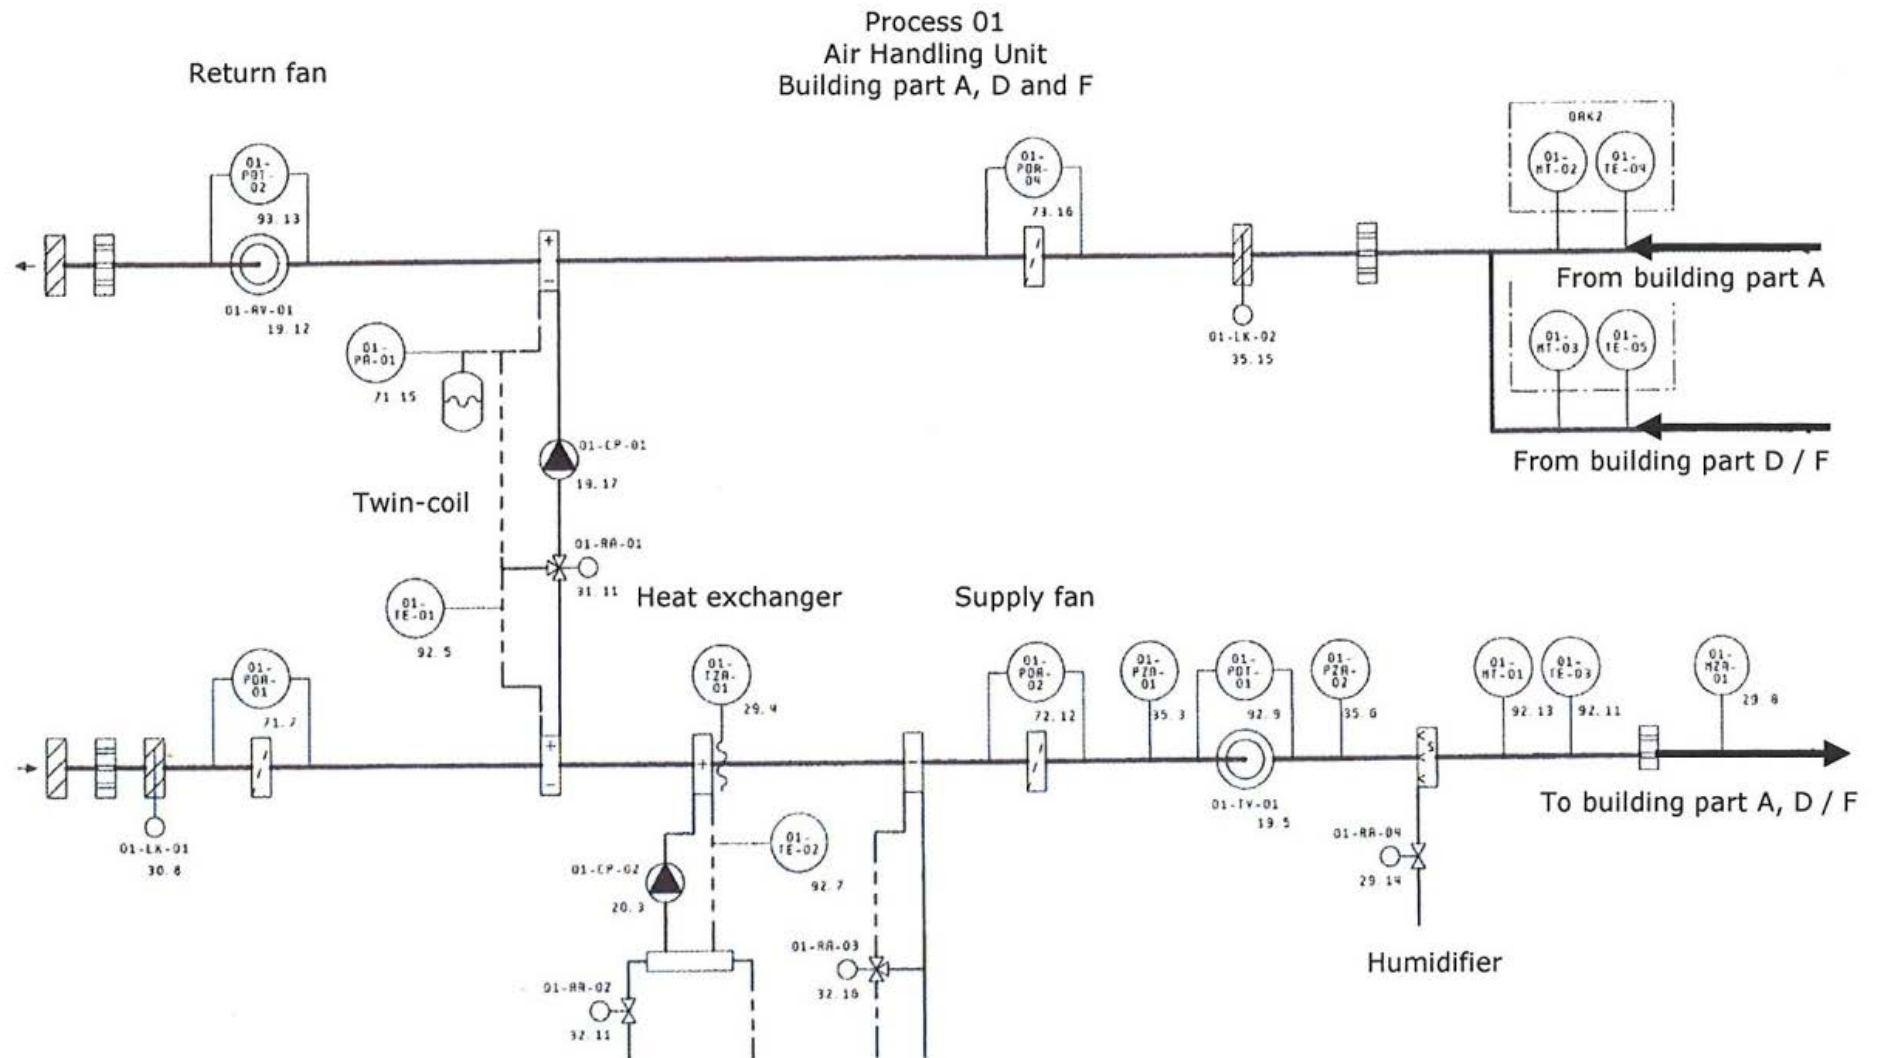 Process 01
Air Handling Unit
Building part A, D and F
Return fan
01-
PDT-
02
93.13
01-RV-01
19.12
01-
PDA-
04
73.16
01-LK-02
35.15
01-
MT-02
01-
TE-04
From building part A
01-
MT-03
01-
TE-05
From building part D / F
01-
PA-01
71 15
01-CP-01
19.17
Twin-coil
01-RA-01
31.11
01-
TE-01
92.5
Heat exchanger
Supply fan
01-
PDA-
01
71.7
01-LK-01
30.8
01-
TZA-
01
29.4
01-
PDA-
02
72.12
01-
PZA-
01
35.3
01-
PDT-
01
92.9
01-
PZA-
02
35.6
01-
MT-01
92.13
01-
TE-03
92.11
01-
MZA-
01
29 8
01-TV-01
19.5
To building part A, D / F
01-CP-02
20.3
01-
TE-02
92.7
01-RA-04
29.14
01-RA-03
32.16
Humidifier
01-RA-02
32.11